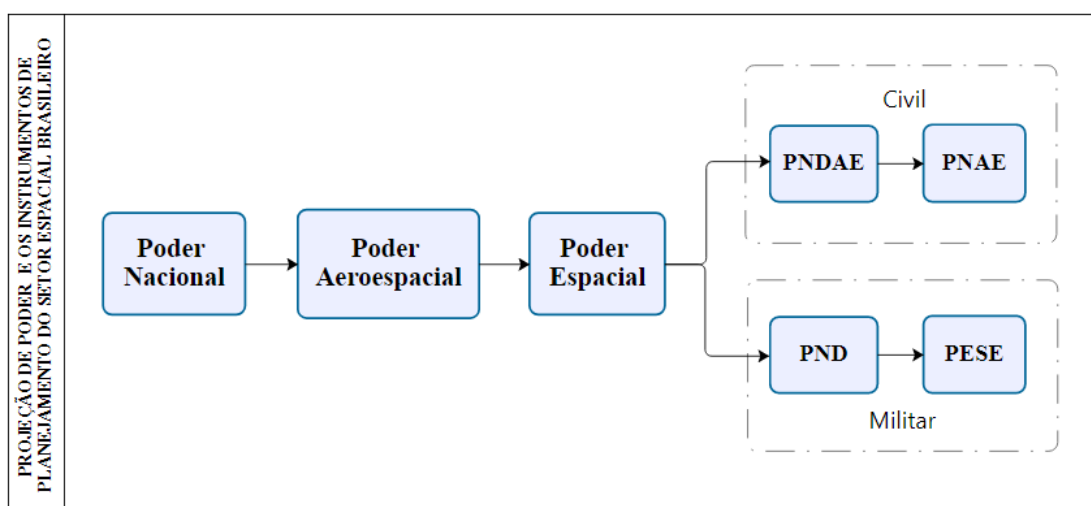 PROJEÇÃO DE PODER E OS INSTRUMENTOS DE
PLANEJAMENTO DO SETOR ESPACIAL BRASILEIRO
Poder
Nacional
Poder
Aeroespacial
Poder
Espacial
Civil
PNDAE
PNAE
PND
PESE
Militar